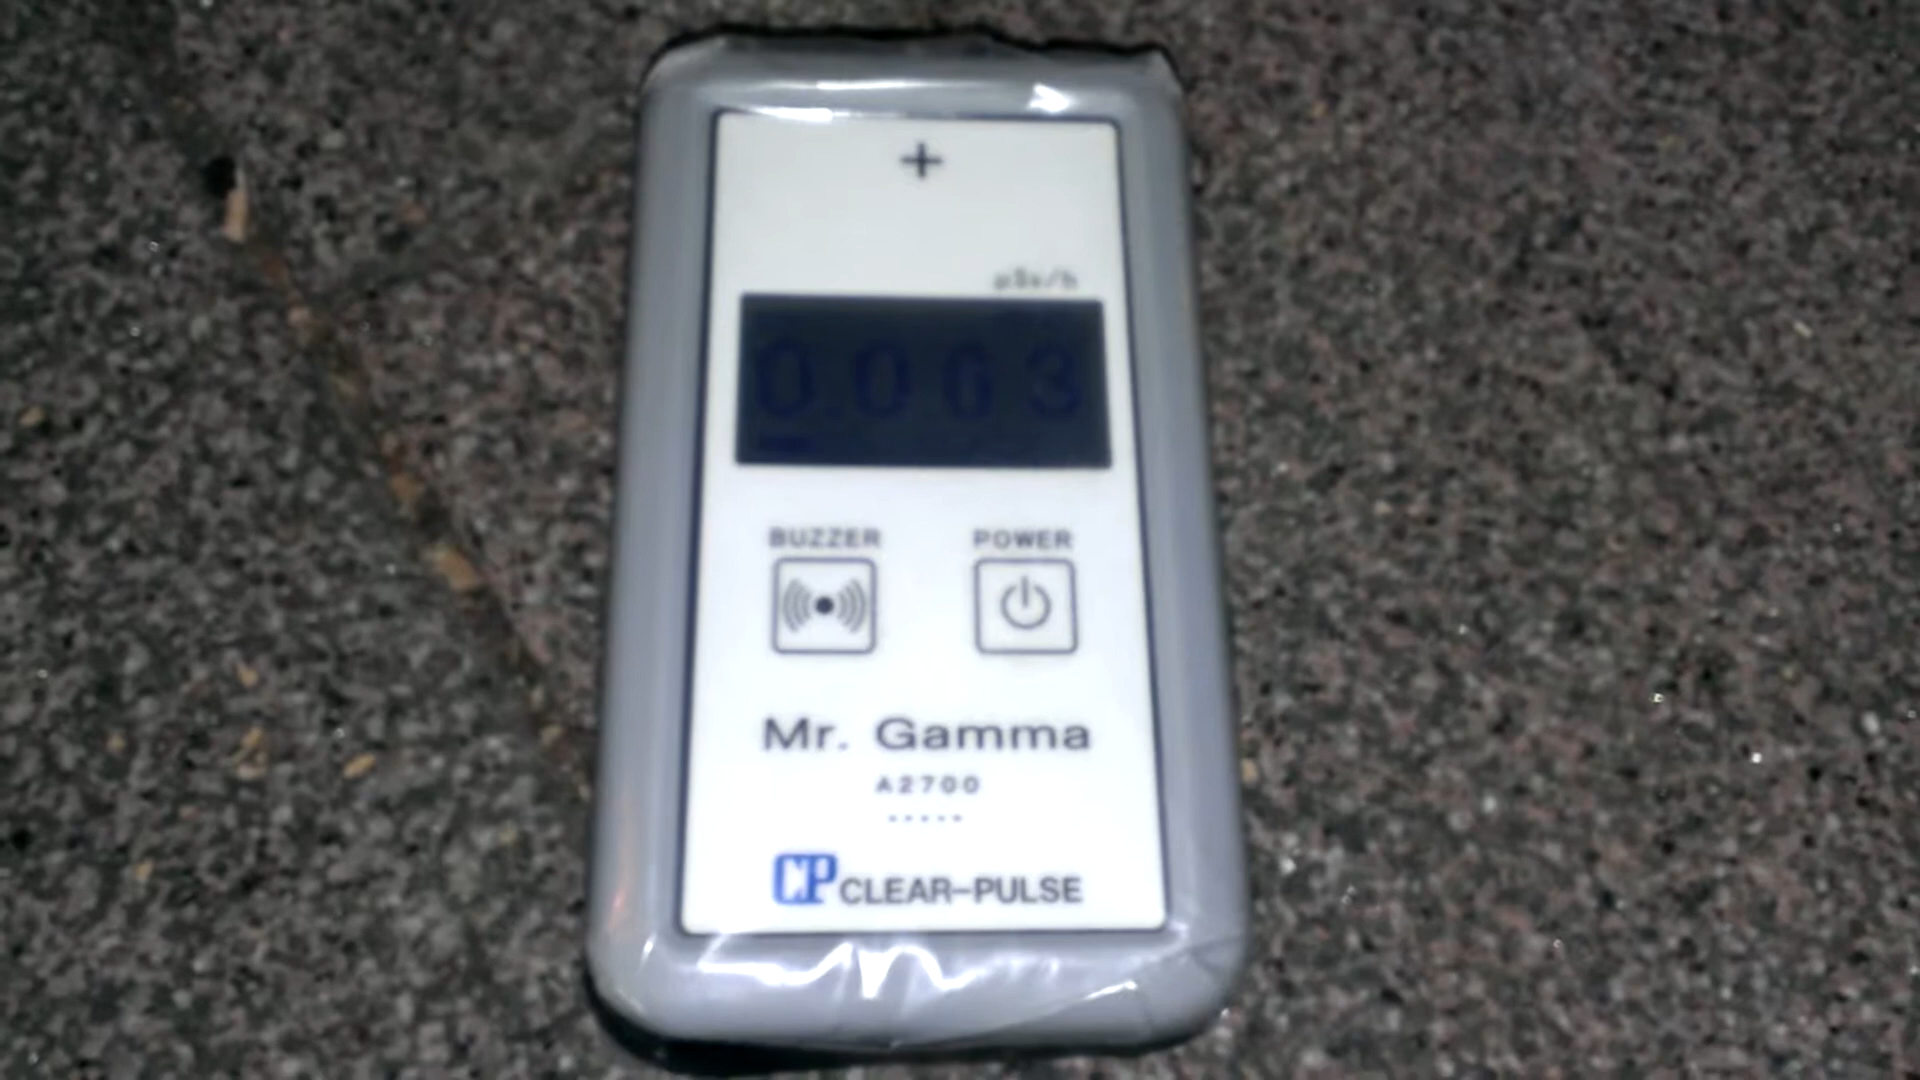 +
μSv/h
0.063
BUZZER POWER
Mr. Gamma
A2700
CP CLEAR-PULSE